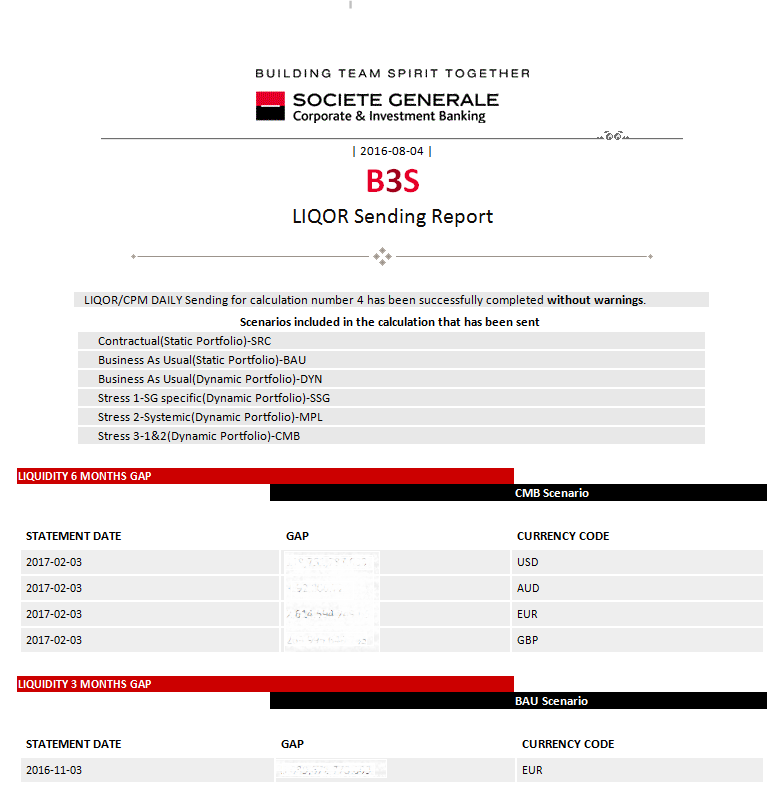 BUILDING TEAM SPIRIT TOGETHER
SOCIETE GENERALE
Corporate & Investment Banking
| 2016-08-04 |
B3S
LIQOR Sending Report
LIQOR/CPM DAILY Sending for calculation number 4 has been successfully completed without warnings.
Scenarios included in the calculation that has been sent
Contractual(Static Portfolio)-SRC
Business As Usual(Static Portfolio)-BAU
Business As Usual(Dynamic Portfolio)-DYN
Stress 1-SG specific(Dynamic Portfolio)-SSG
Stress 2-Systemic(Dynamic Portfolio)-MPL
Stress 3-1&2(Dynamic Portfolio)-CMB
LIQUIDITY 6 MONTHS GAP
CMB Scenario
STATEMENT DATE GAP CURRENCY CODE
2017-02-03 USD
2017-02-03 AUD
2017-02-03 EUR
2017-02-03 GBP
LIQUIDITY 3 MONTHS GAP
BAU Scenario
STATEMENT DATE GAP CURRENCY CODE
2016-11-03 EUR